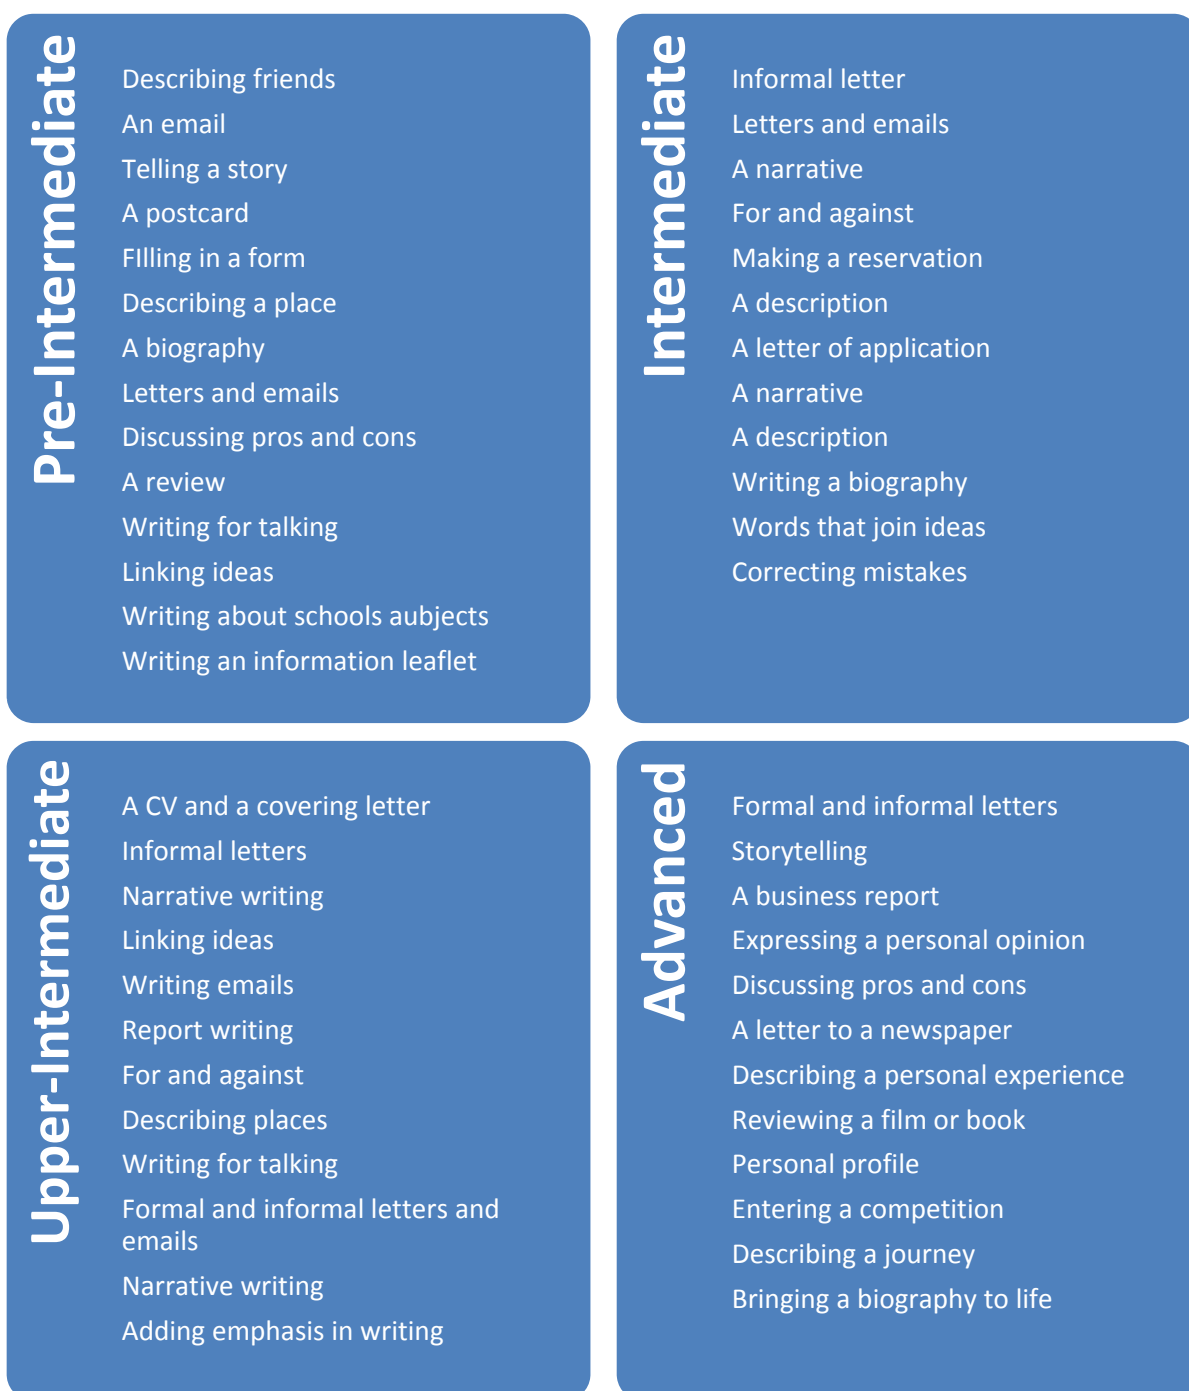 Pre-Intermediate
Describing friends
An email
Telling a story
A postcard
FIlling in a form
Describing a place
A biography
Letters and emails
Discussing pros and cons
A review
Writing for talking
Linking ideas
Writing about schools aubjects
Writing an information leaflet
Intermediate
Informal letter
Letters and emails
A narrative
For and against
Making a reservation
A description
A letter of application
A narrative
A description
Writing a biography
Words that join ideas
Correcting mistakes
Upper-Intermediate
A CV and a covering letter
Informal letters
Narrative writing
Linking ideas
Writing emails
Report writing
For and against
Describing places
Writing for talking
Formal and informal letters and
emails
Narrative writing
Adding emphasis in writing
Advanced
Formal and informal letters
Storytelling
A business report
Expressing a personal opinion
Discussing pros and cons
A letter to a newspaper
Describing a personal experience
Reviewing a film or book
Personal profile
Entering a competition
Describing a journey
Bringing a biography to life